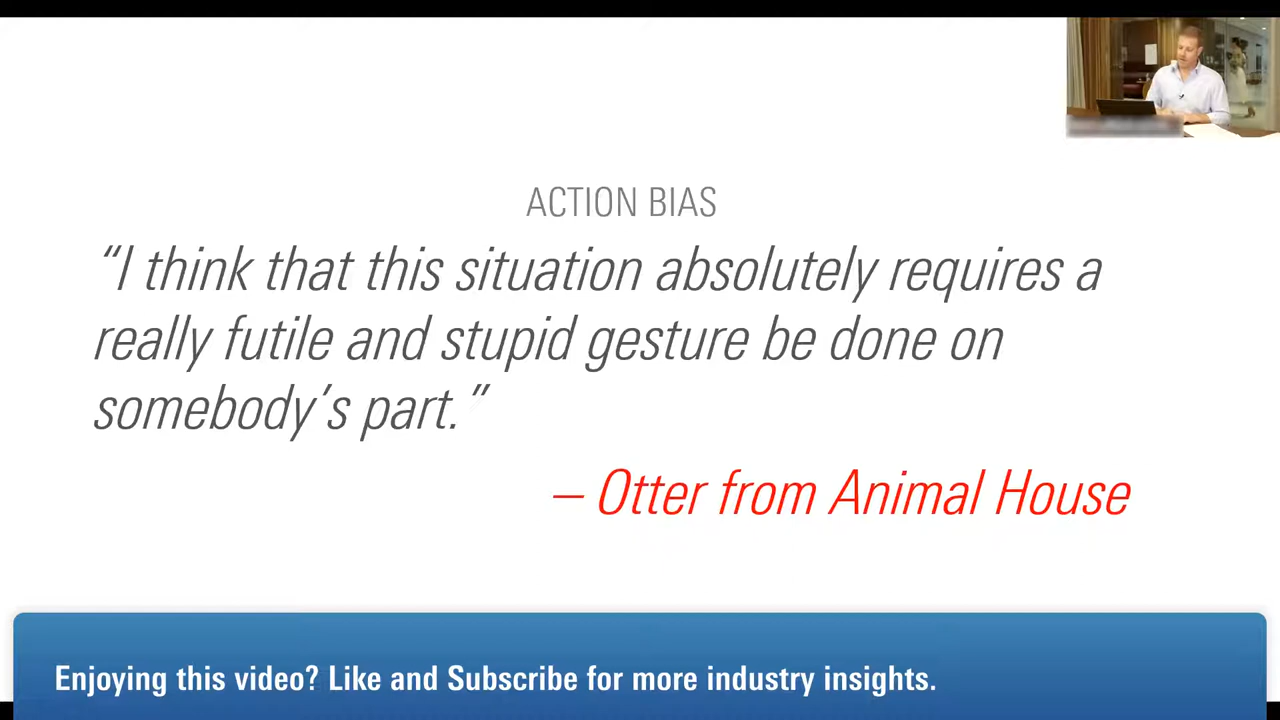 ACTION BIAS
“I think that this situation absolutely requires a
really futile and stupid gesture be done on
somebody’s part.”
– Otter from Animal House
Enjoying this video? Like and Subscribe for more industry insights.